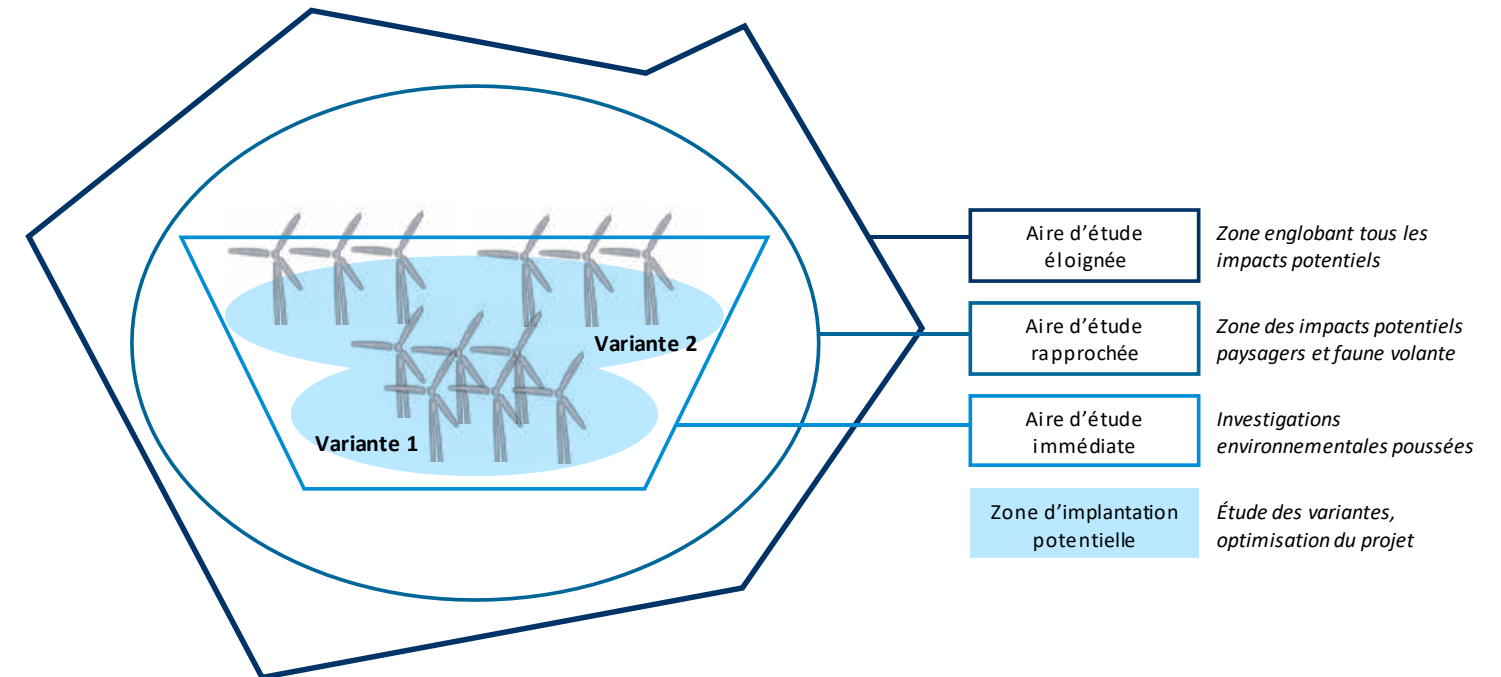 Variante 2
Variante 1
Aire d'étude
éloignée
Zone englobant tous les
impacts potentiels
Aire d'étude
rapprochée
Zone des impacts potentiels
paysagers et faune volante
Aire d'étude
immédiate
Investigations
environnementales poussées
Zone d'implantation
potentielle
Étude des variantes,
optimisation du projet